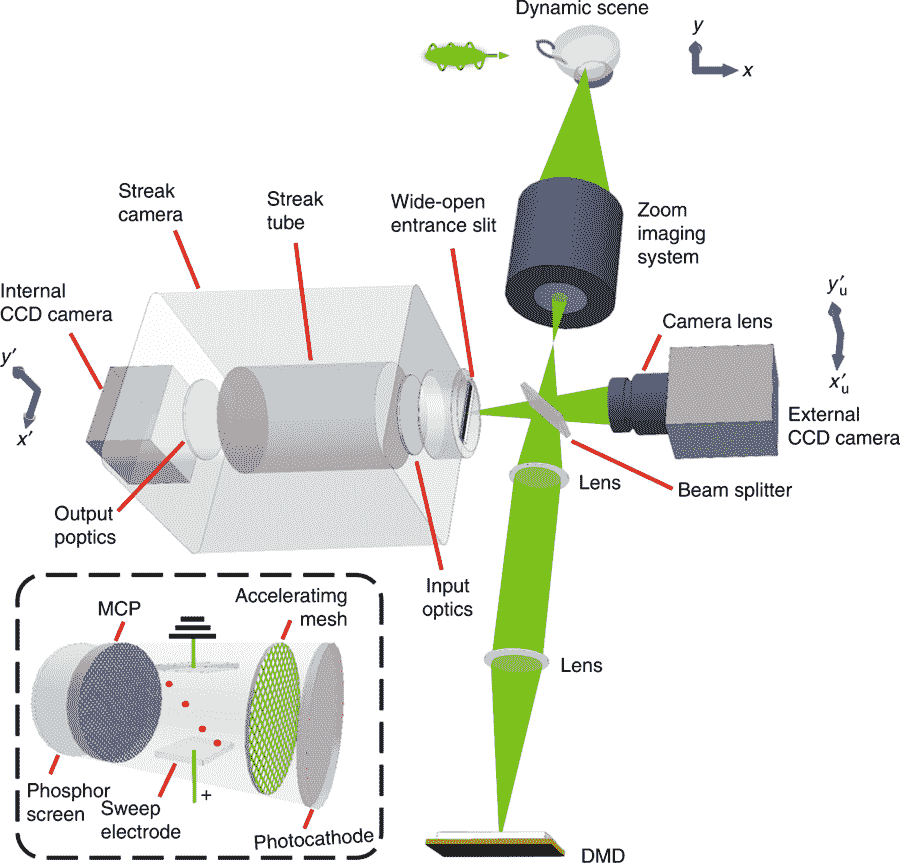 Dynamic scene
y
x
Streak
camera
Streak
tube
Wide-open
entrance slit
Zoom
imaging
system
Internal
CCD camera
y′u
Camera lens
y′
x′
x′u
External
CCD camera
Lens
Beam splitter
Output
poptics
Input
optics
MCP
Acceleratimg
mesh
Lens
+
Phosphor
screen
Sweep
electrode
Photocathode
DMD